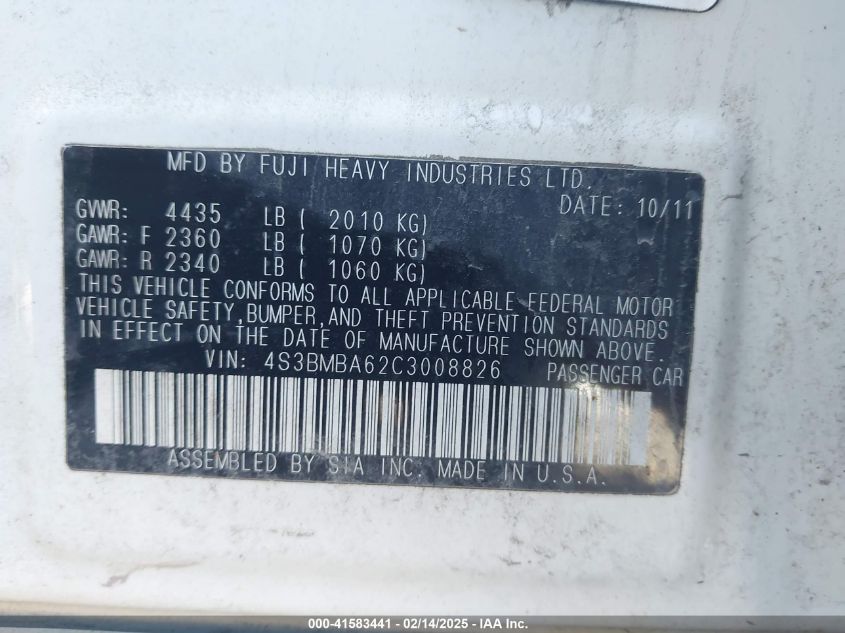 MFD BY FUJI HEAVY INDUSTRIES LTD.
DATE: 10/11
GVWR: 4435 LB ( 2010 KG)
GAWR: F 2360 LB ( 1070 KG)
GAWR: R 2340 LB ( 1060 KG)
THIS VEHICLE CONFORMS TO ALL APPLICABLE FEDERAL MOTOR
VEHICLE SAFETY, BUMPER, AND THEFT PREVENTION STANDARDS
IN EFFECT ON THE DATE OF MANUFACTURE SHOWN ABOVE.
VIN: 4S3BMBA62C3008826 PASSENGER CAR
ASSEMBLED BY SIA INC. MADE IN U.S.A.
000-41583441 - 02/14/2025 - IAA Inc.